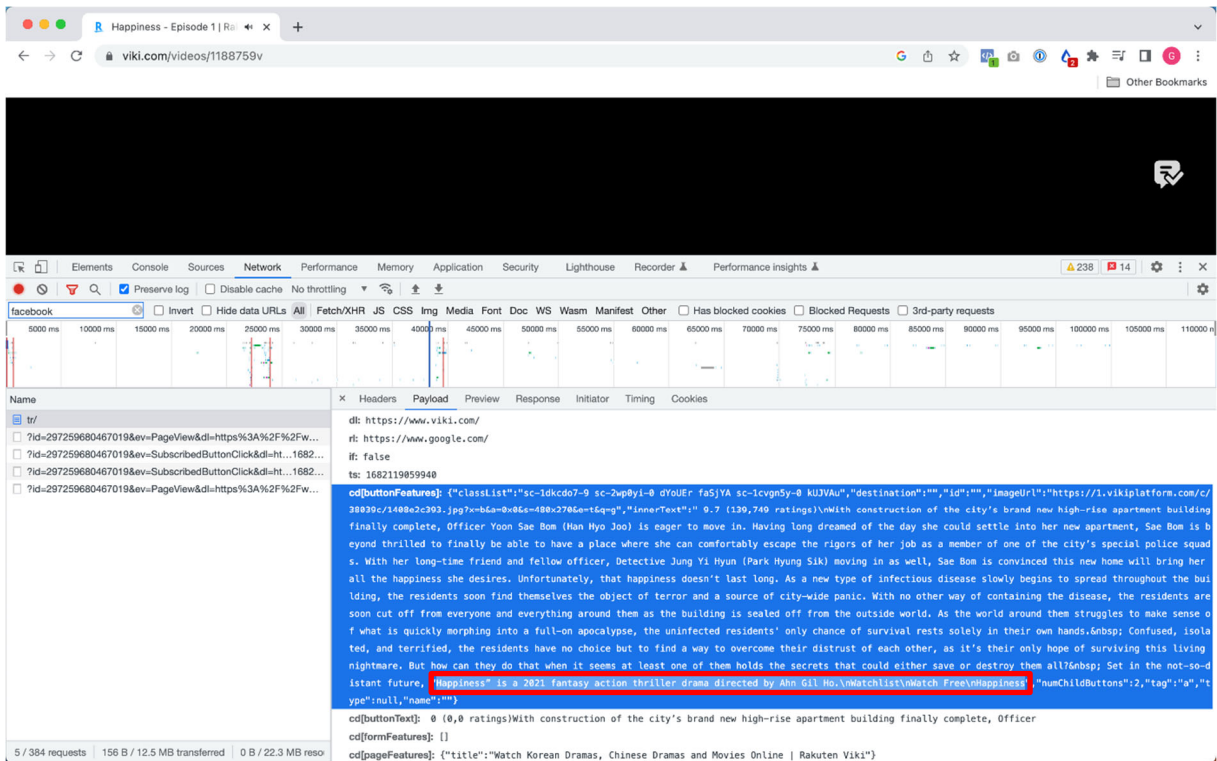 Happiness - Episode 1 | Ra
viki.com/videos/1188759v
G
1
2
G
Other Bookmarks
Elements Console Sources Network Performance Memory Application Security Lighthouse Recorder Performance insights 238 14
Preserve log Disable cache No throttling
facebook Invert Hide data URLs All Fetch/XHR JS CSS Img Media Font Doc WS Wasm Manifest Other Has blocked cookies Blocked Requests 3rd-party requests
5000 ms 10000 ms 15000 ms 20000 ms 25000 ms 30000 ms 35000 ms 40000 ms 45000 ms 50000 ms 55000 ms 60000 ms 65000 ms 70000 ms 75000 ms 80000 ms 85000 ms 90000 ms 95000 ms 100000 ms 105000 ms 110000 n
Name
tr/
?id=297259680467019&ev=PageView&dl=https%3A%2F%2Fw...
?id=297259680467019&ev=SubscribedButtonClick&dl=ht...1682...
?id=297259680467019&ev=SubscribedButtonClick&dl=ht...1682...
?id=297259680467019&ev=PageView&dl=https%3A%2F%2Fw...
5 / 384 requests 156 B / 12.5 MB transferred 0 B / 22.3 MB reso
× Headers Payload Preview Response Initiator Timing Cookies
dl: https://www.viki.com/
rl: https://www.google.com/
if: false
ts: 1682119059940
cd[buttonFeatures]: {"classList":"sc-1dkcdo7-9 sc-2wp0yi-0 dYoUEr faSjYA sc-1cvgn5y-0 kUJVAu","destination":"","id":"","imageUrl":"https://1.vikiplatform.com/c/
38039c/1408e2c393.jpg?x=b&a=0x0&s=480x270&e=t&q=g","innerText":" 9.7 (139,749 ratings)\nWith construction of the city's brand new high-rise apartment building
finally complete, Officer Yoon Sae Bom (Han Hyo Joo) is eager to move in. Having long dreamed of the day she could settle into her new apartment, Sae Bom is b
eyond thrilled to finally be able to have a place where she can comfortably escape the rigors of her job as a member of one of the city's special police squad
s. With her long-time friend and fellow officer, Detective Jung Yi Hyun (Park Hyung Sik) moving in as well, Sae Bom is convinced this new home will bring her
all the happiness she desires. Unfortunately, that happiness doesn't last long. As a new type of infectious disease slowly begins to spread throughout the bui
lding, the residents soon find themselves the object of terror and a source of city-wide panic. With no other way of containing the disease, the residents are
soon cut off from everyone and everything around them as the building is sealed off from the outside world. As the world around them struggles to make sense o
f what is quickly morphing into a full-on apocalypse, the uninfected residents' only chance of survival rests solely in their own hands.&nbsp; Confused, isola
ted, and terrified, the residents have no choice but to find a way to overcome their distrust of each other, as it's their only hope of surviving this living
nightmare. But how can they do that when it seems at least one of them holds the secrets that could either save or destroy them all?&nbsp; Set in the not-so-d
istant future, "Happiness" is a 2021 fantasy action thriller drama directed by Ahn Gil Ho.\nWatchlist\nWatch Free\nHappiness","numChildButtons":2,"tag":"a","t
ype":null,"name":""}
cd[buttonText]: 0 (0,0 ratings)With construction of the city's brand new high-rise apartment building finally complete, Officer
cd[formFeatures]: []
cd[pageFeatures]: {"title":"Watch Korean Dramas, Chinese Dramas and Movies Online | Rakuten Viki"}